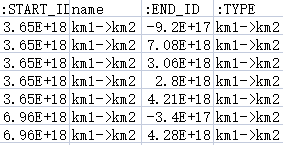 :START_II name :END_ID :TYPE
3.65E+18 km1->km2 -9.2E+17 km1->km2
3.65E+18 km1->km2 7.08E+18 km1->km2
3.65E+18 km1->km2 3.06E+18 km1->km2
3.65E+18 km1->km2 2.8E+18 km1->km2
3.65E+18 km1->km2 4.21E+18 km1->km2
6.96E+18 km1->km2 -3.4E+17 km1->km2
6.96E+18 km1->km2 4.28E+18 km1->km2